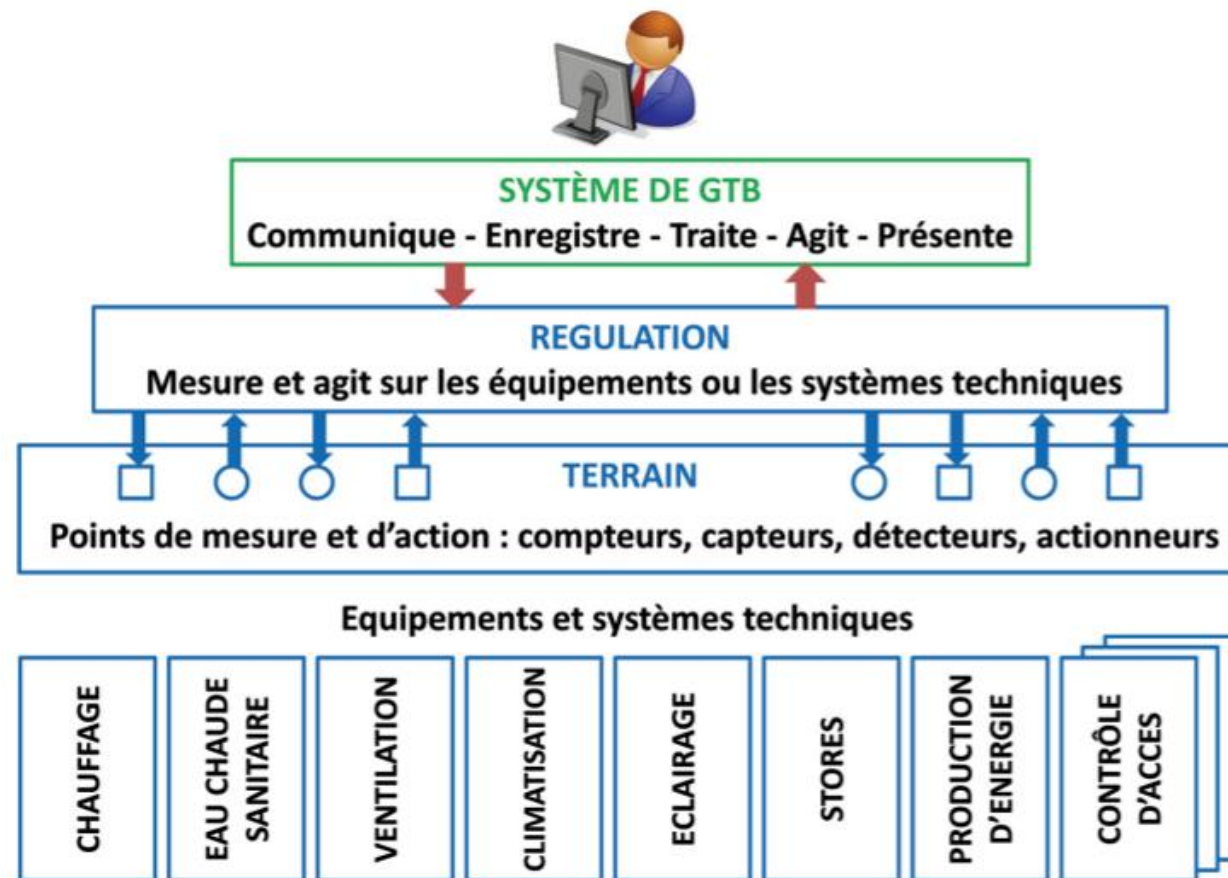 SYSTÈME DE GTB
Communique - Enregistre - Traite - Agit - Présente
REGULATION
Mesure et agit sur les équipements ou les systèmes techniques
TERRAIN
Points de mesure et d'action : compteurs, capteurs, détecteurs, actionneurs
Equipements et systèmes techniques
CHAUFFAGE
EAU CHAUDE
SANITAIRE
VENTILATION
CLIMATISATION
ECLAIRAGE
STORES
PRODUCTION
D'ENERGIE
CONTRÔLE
D'ACCES